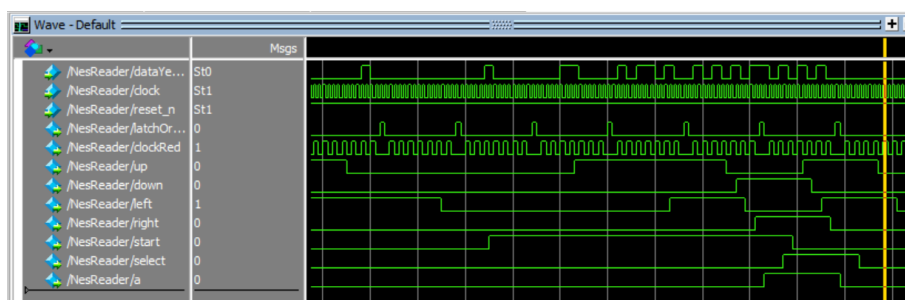 Wave - Default
Msgs
/NesReader/dataYe... St0
/NesReader/clock St1
/NesReader/reset_n St1
/NesReader/latchOr... 0
/NesReader/clockRed 1
/NesReader/up 0
/NesReader/down 0
/NesReader/left 1
/NesReader/right 0
/NesReader/start 0
/NesReader/select 0
/NesReader/a 0